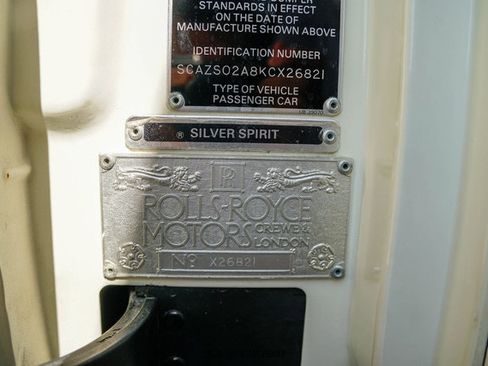 STANDARDS IN EFFECT
ON THE DATE OF
MANUFACTURE SHOWN ABOVE
IDENTIFICATION NUMBER
SCAZS02A8KCX26821
TYPE OF VEHICLE
PASSENGER CAR
® SILVER SPIRIT
RR
ROLLS-ROYCE
MOTORS CREWE &
LONDON
No X26821